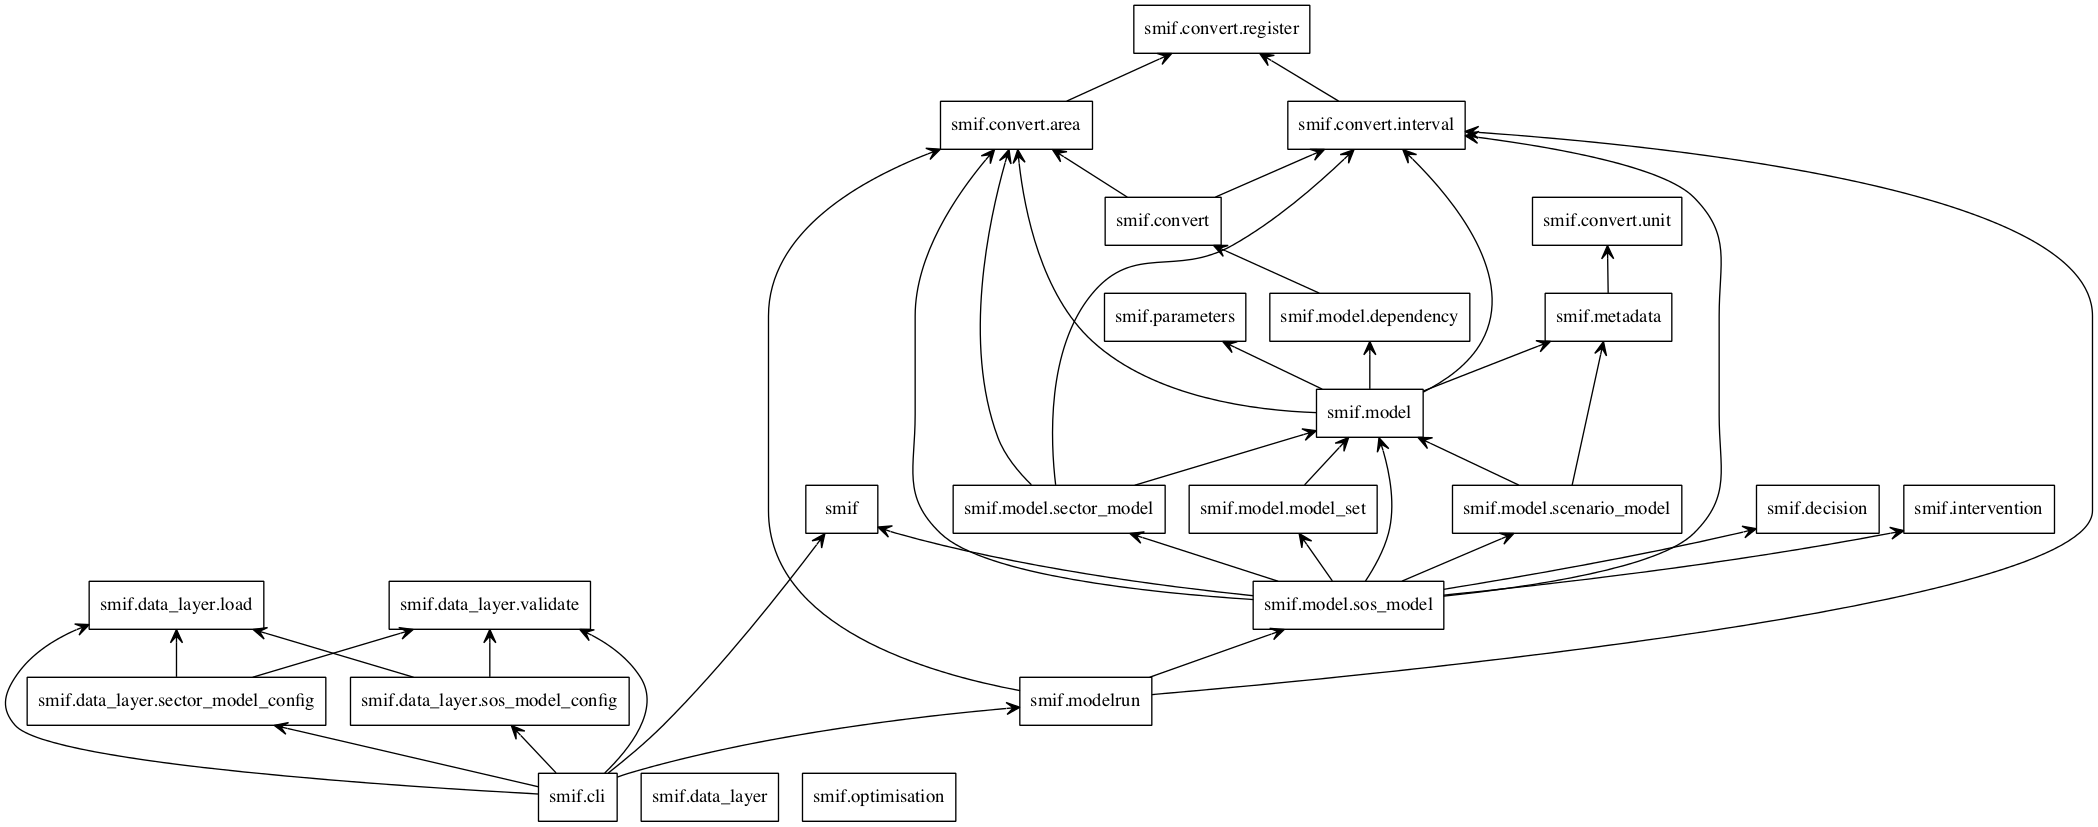 smif.convert.register
smif.convert.area
smif.convert.interval
smif.convert
smif.convert.unit
smif.parameters
smif.model.dependency
smif.metadata
smif.model
smif
smif.model.sector_model
smif.model.model_set
smif.model.scenario_model
smif.decision
smif.intervention
smif.data_layer.load
smif.data_layer.validate
smif.model.sos_model
smif.data_layer.sector_model_config
smif.data_layer.sos_model_config
smif.modelrun
smif.cli
smif.data_layer
smif.optimisation